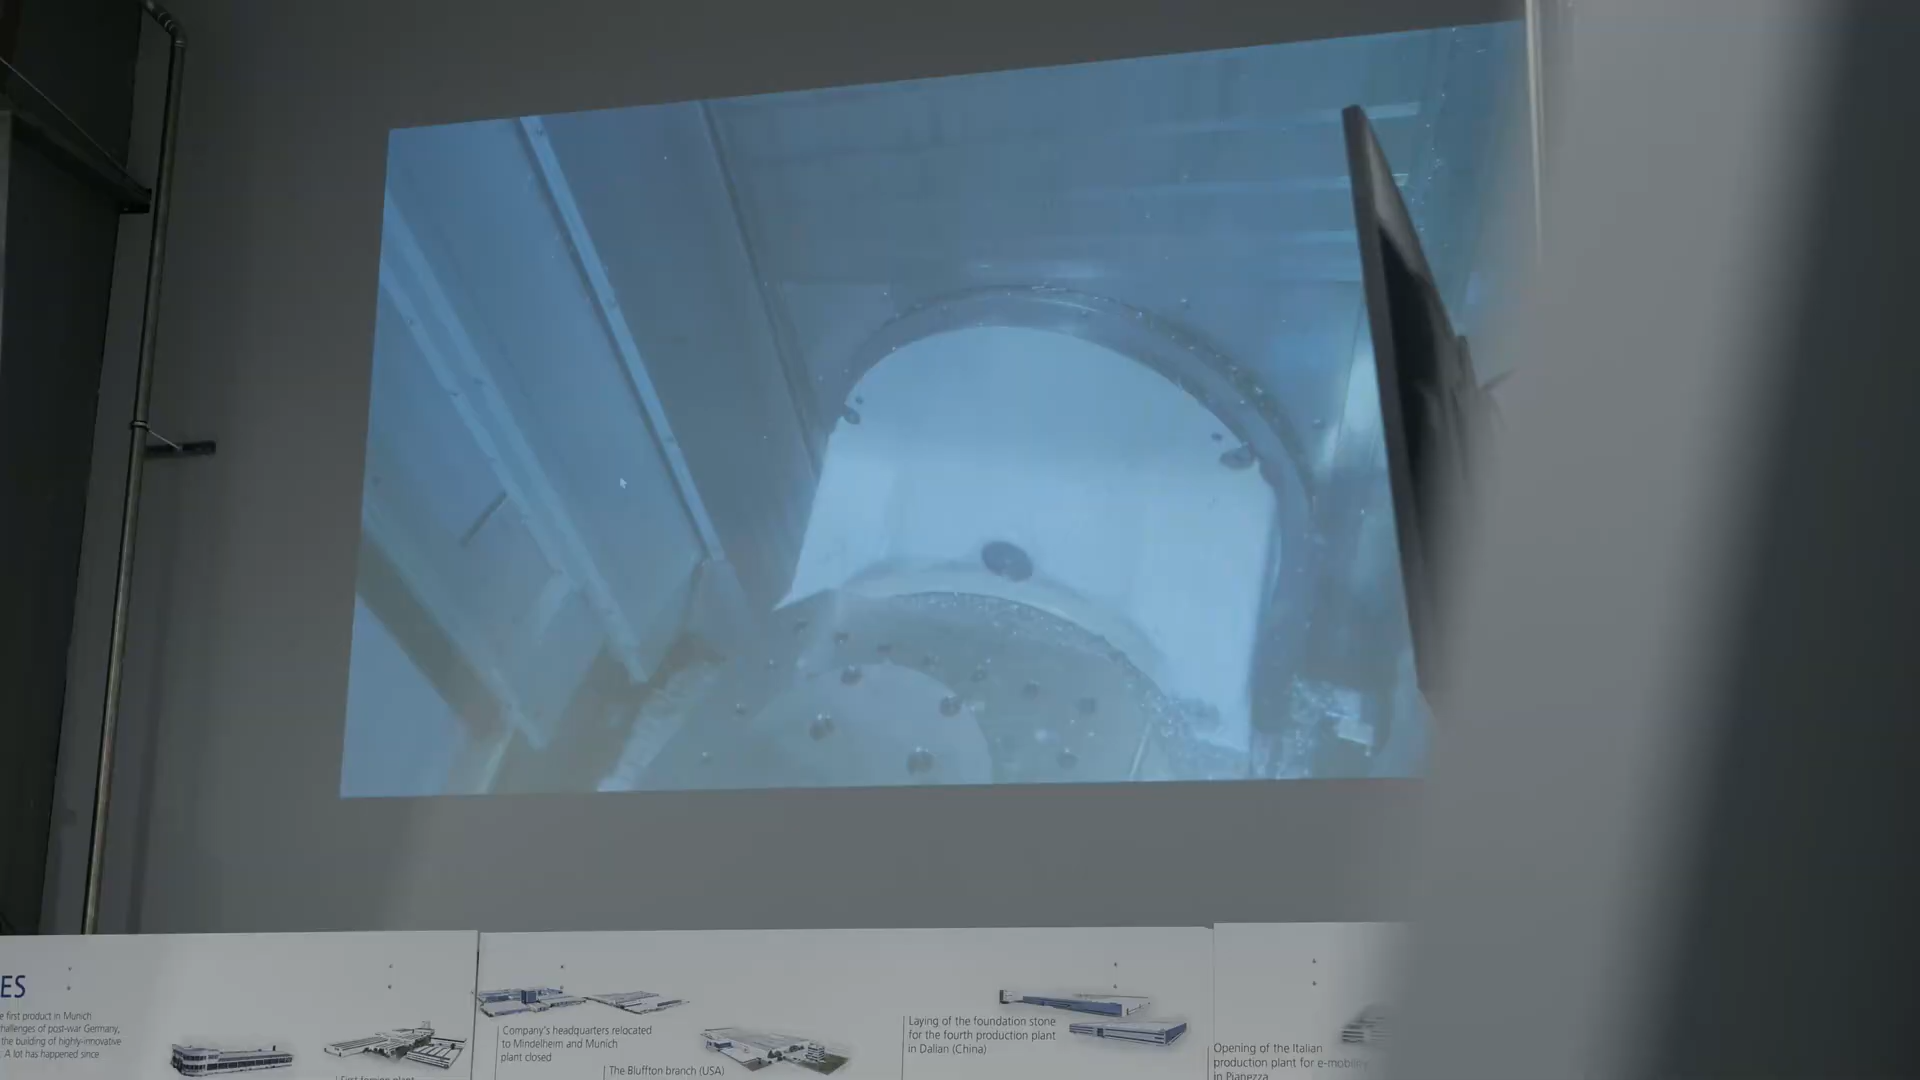 ES
e first product in Munich
hallenges of post-war Germany,
the building of highly-innovative
A lot has happened since
Company's headquarters relocated
to Mindelheim and Munich
plant closed
The Bluffton branch (USA)
Laying of the foundation stone
for the fourth production plant
in Dalian (China)
Opening of the Italian
production plant for e-mobility
in Pianezza